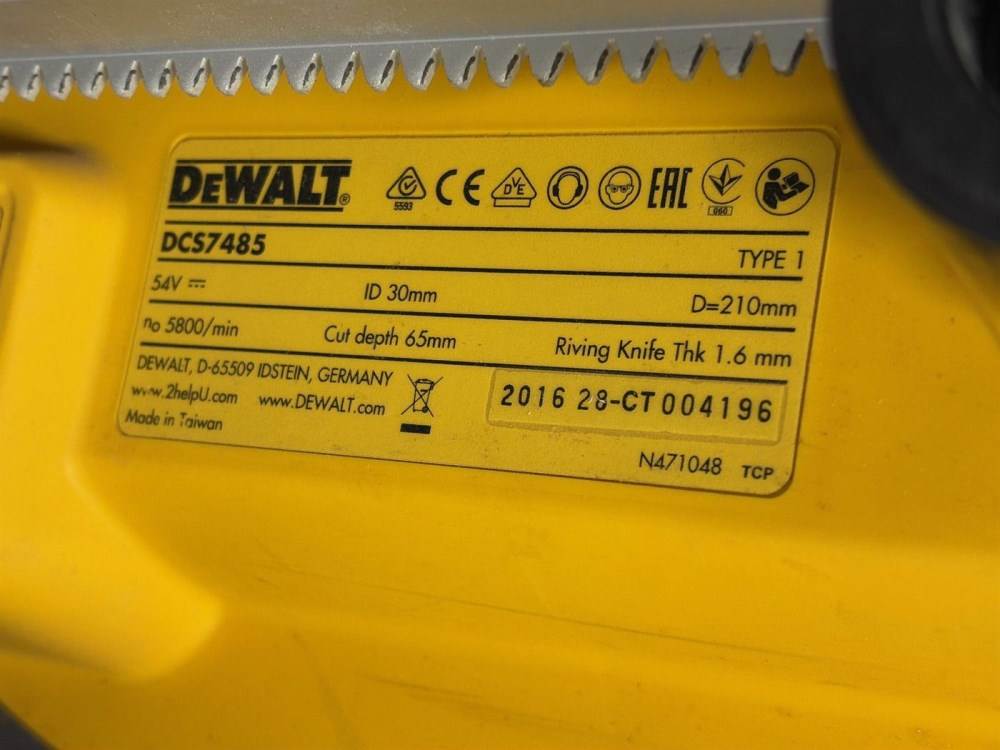 DEWALT®
5593 CE DVE EAC 060
DCS7485 TYPE 1
54V ID 30mm D=210mm
no 5800/min Cut depth 65mm Riving Knife Thk 1.6 mm
DEWALT, D-65509 IDSTEIN, GERMANY
www.2helpU.com www.DEWALT.com
Made in Taiwan
2016 28-CT 004196
N471048 TCP